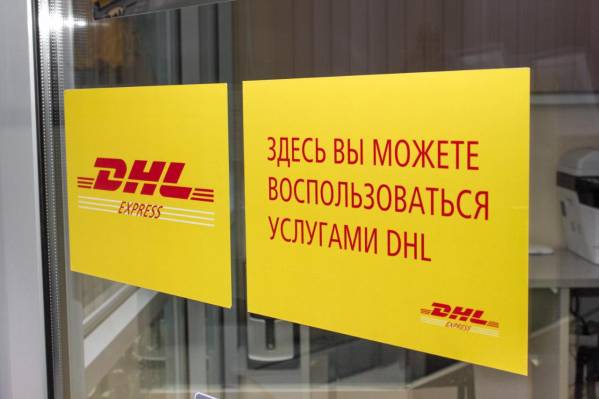 DHL
EXPRESS
ЗДЕСЬ ВЫ МОЖЕТЕ
ВОСПОЛЬЗОВАТЬСЯ
УСЛУГАМИ DHL
DHL
EXPRESS